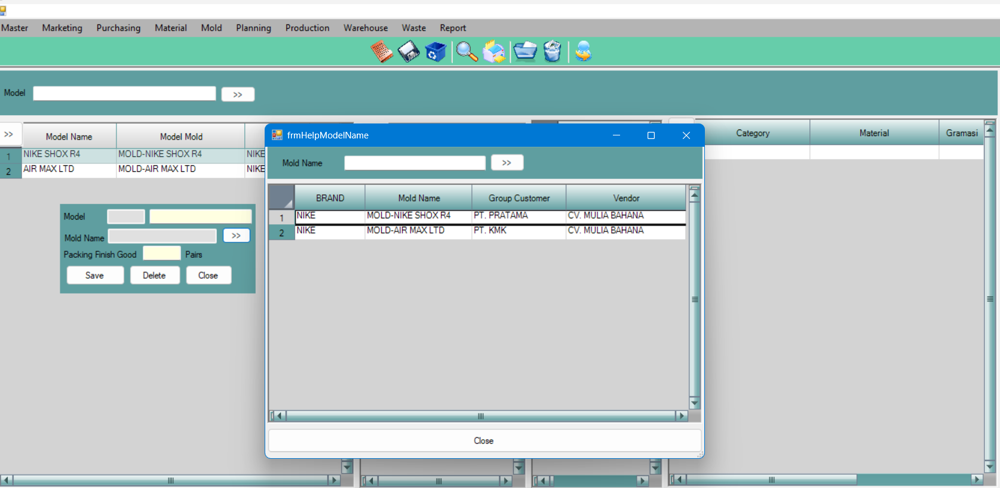 Master Marketing Purchasing Material Mold Planning Production Warehouse Waste Report
Model >>
>> Model Name Model Mold
1 NIKE SHOX R4 MOLD-NIKE SHOX R4 NIKE
2 AIR MAX LTD MOLD-AIR MAX LTD NIKE
Model
Mold Name >>
Packing Finish Good Pairs
Save Delete Close
frmHelpModelName
Mold Name >>
BRAND Mold Name Group Customer Vendor
1 NIKE MOLD-NIKE SHOX R4 PT. PRATAMA CV. MULIA BAHANA
2 NIKE MOLD-AIR MAX LTD PT. KMK CV. MULIA BAHANA
Close
Category Material Gramasi